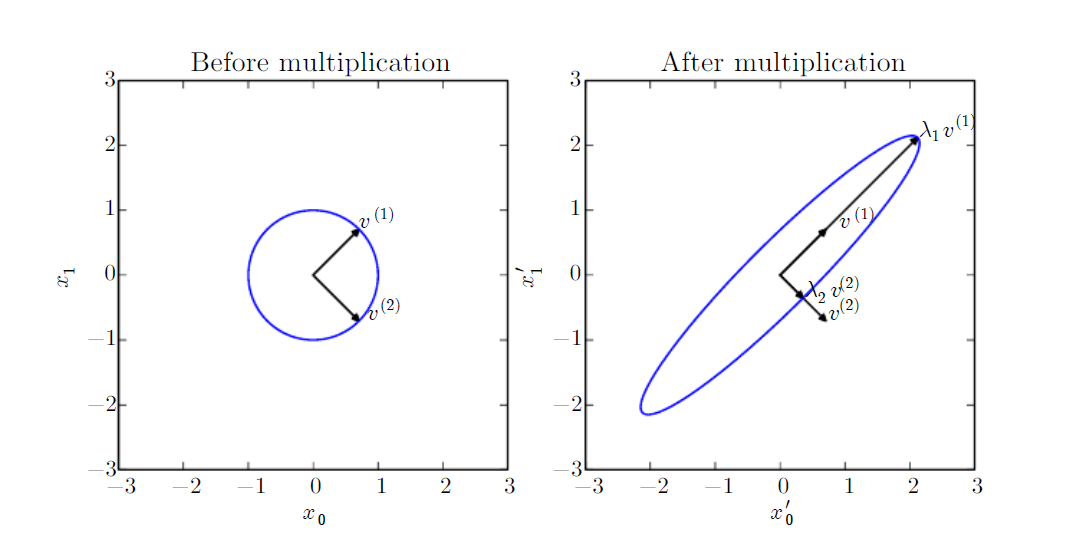 Before multiplication
3
2
1
0
−1
−2
−3
−3 −2 −1 0 1 2 3
x₁
x₀
v⁽¹⁾
v⁽²⁾
After multiplication
3
2
1
0
−1
−2
−3
−3 −2 −1 0 1 2 3
x₁′
x₀′
λ₁ v⁽¹⁾
v⁽¹⁾
λ₂ v⁽²⁾
v⁽²⁾